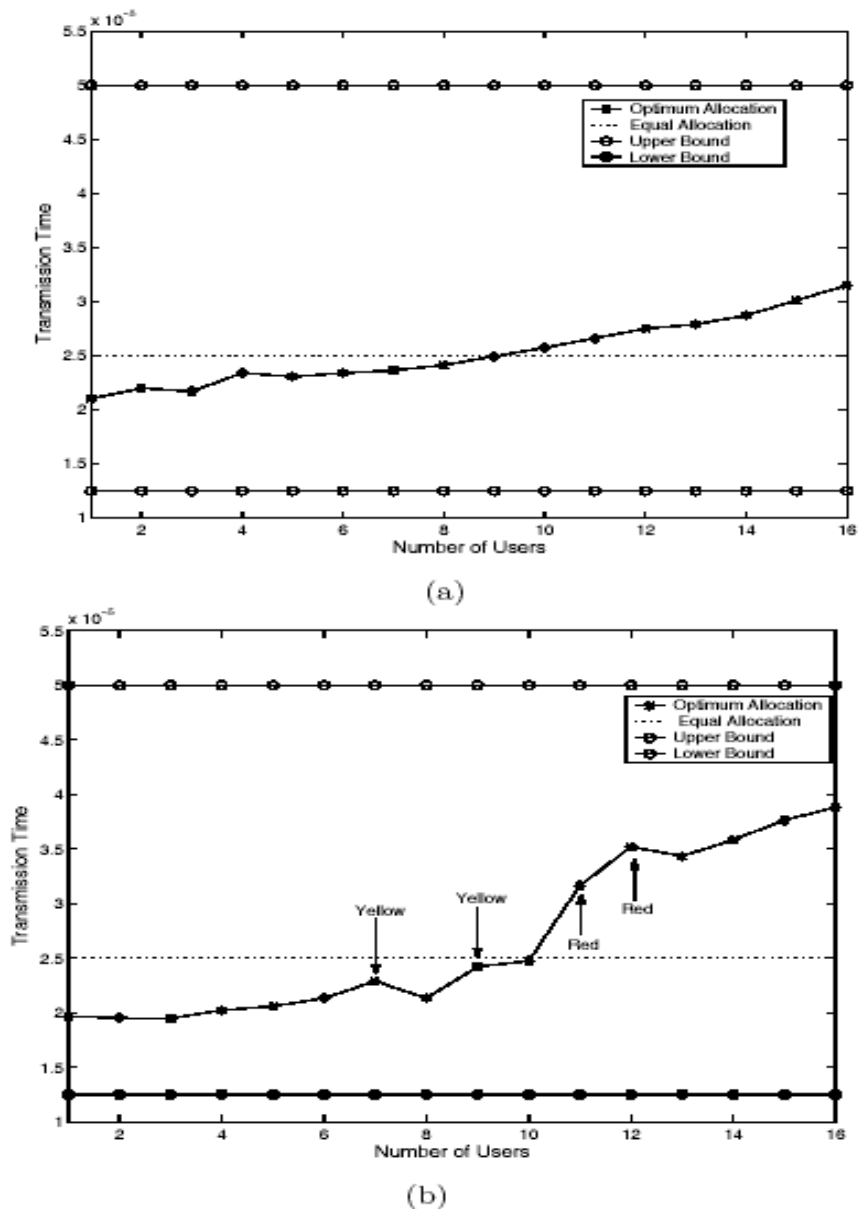 × 10⁻⁵
5.5
5
4.5
4
3.5
3
2.5
2
1.5
1
Transmission Time
Optimum Allocation
Equal Allocation
Upper Bound
Lower Bound
2 4 6 8 10 12 14 16
Number of Users
(a)
× 10⁻⁵
5.5
5
4.5
4
3.5
3
2.5
2
1.5
1
Transmission Time
Optimum Allocation
Equal Allocation
Upper Bound
Lower Bound
Yellow
Yellow
Red
Red
2 4 6 8 10 12 14 16
Number of Users
(b)